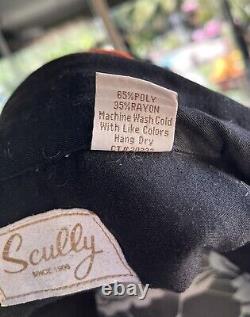 65%POLY
35%RAYON
Machine Wash Cold
With Like Colors
Hang Dry
Scully
SINCE 1906